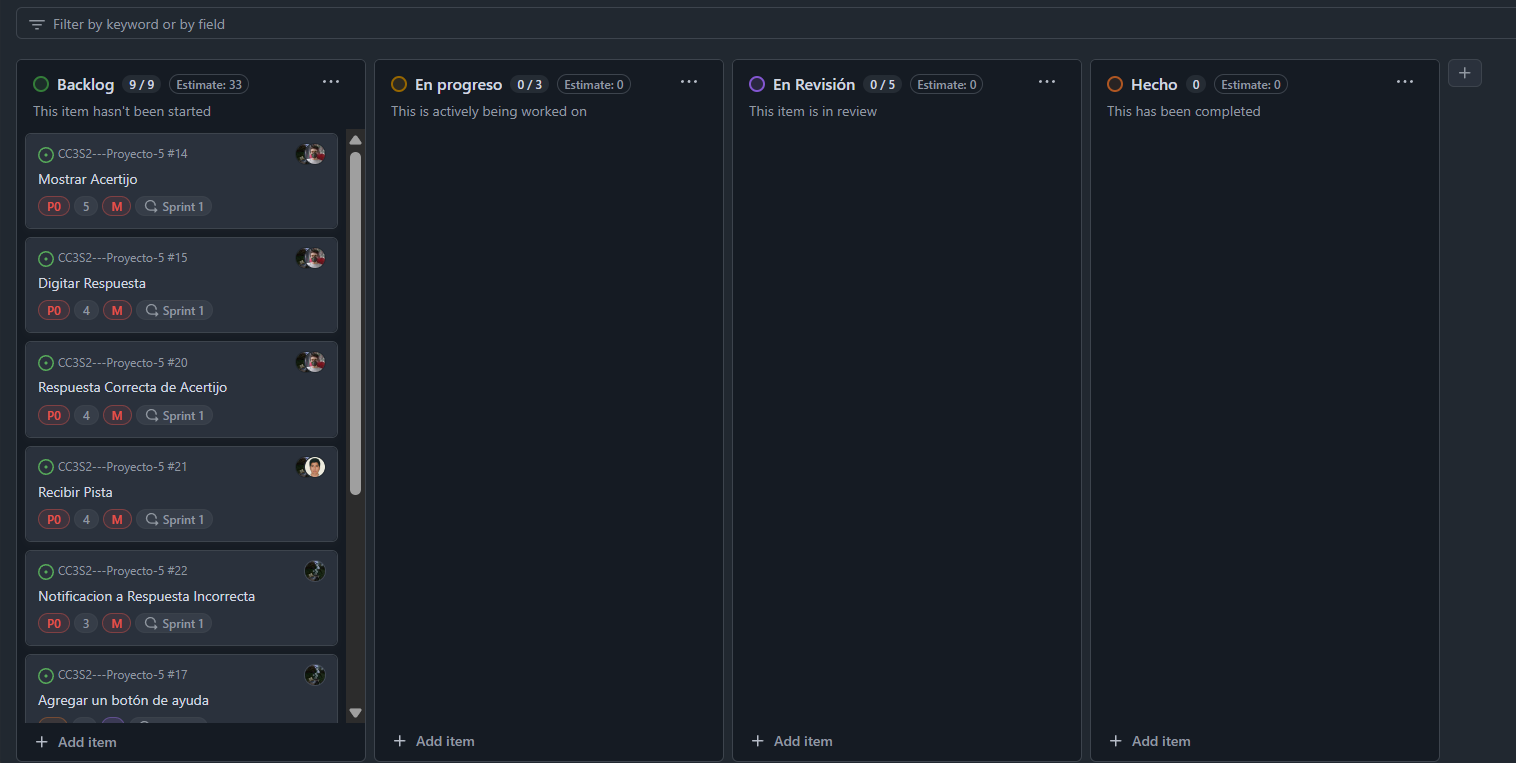 Filter by keyword or by field
Backlog 9 / 9 Estimate: 33
This item hasn't been started
CC3S2---Proyecto-5 #14
Mostrar Acertijo
P0 5 M Sprint 1
CC3S2---Proyecto-5 #15
Digitar Respuesta
P0 4 M Sprint 1
CC3S2---Proyecto-5 #20
Respuesta Correcta de Acertijo
P0 4 M Sprint 1
CC3S2---Proyecto-5 #21
Recibir Pista
P0 4 M Sprint 1
CC3S2---Proyecto-5 #22
Notificacion a Respuesta Incorrecta
P0 3 M Sprint 1
CC3S2---Proyecto-5 #17
Agregar un botón de ayuda
Add item
En progreso 0 / 3 Estimate: 0
This is actively being worked on
Add item
En Revisión 0 / 5 Estimate: 0
This item is in review
Add item
Hecho 0 Estimate: 0
This has been completed
Add item